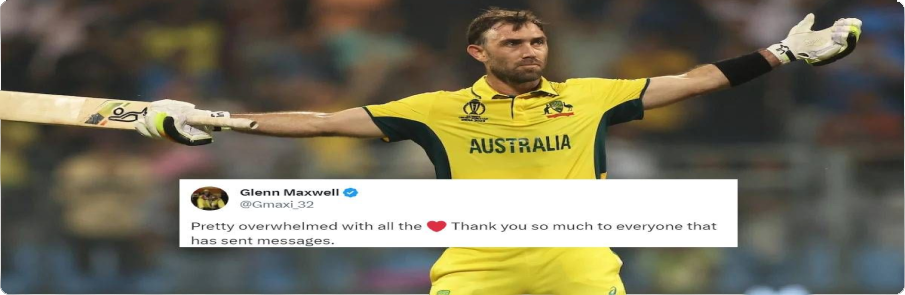 AUSTRALIA
Glenn Maxwell
@Gmaxi_32
Pretty overwhelmed with all the ❤️ Thank you so much to everyone that
has sent messages.